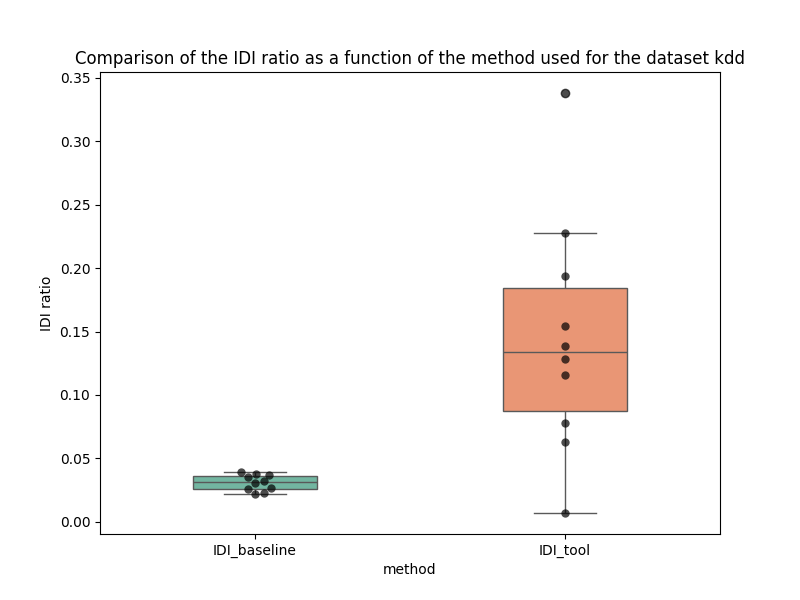 Comparison of the IDI ratio as a function of the method used for the dataset kdd
0.35
0.30
0.25
0.20
0.15
0.10
0.05
0.00
IDI ratio
IDI_baseline
IDI_tool
method